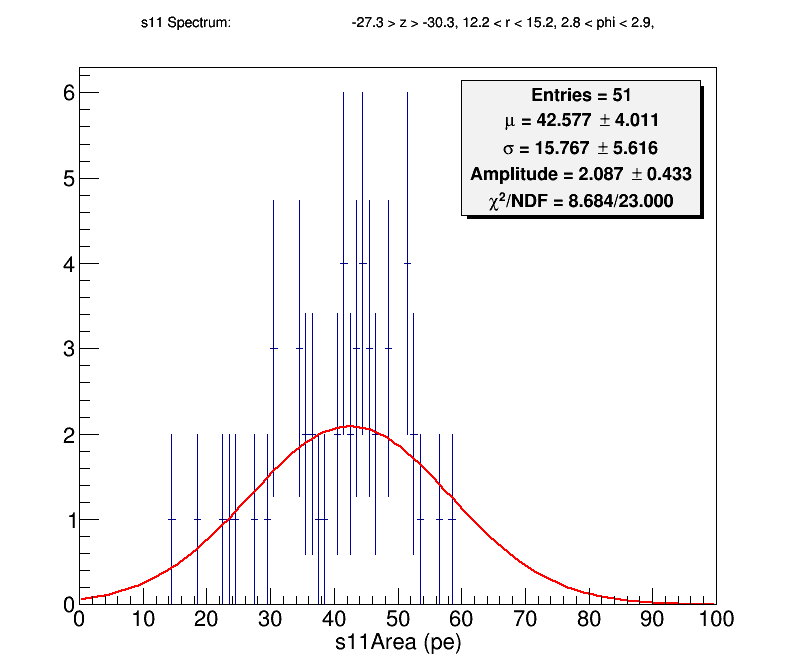 s11 Spectrum: -27.3 > z > -30.3, 12.2 < r < 15.2, 2.8 < phi < 2.9,
Entries = 51
μ = 42.577 ± 4.011
σ = 15.767 ± 5.616
Amplitude = 2.087 ± 0.433
χ²/NDF = 8.684/23.000
6
5
4
3
2
1
0
0 10 20 30 40 50 60 70 80 90 100
s11Area (pe)